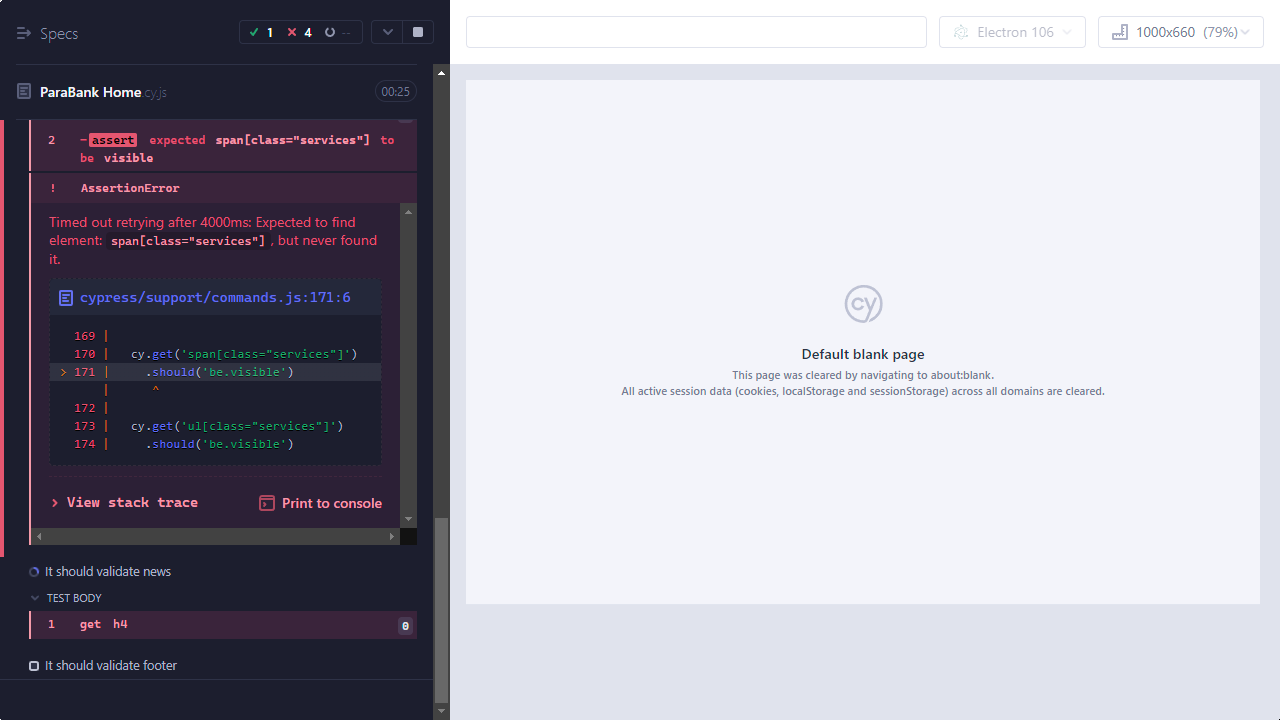 Specs
1
4
--
Electron 106
1000x660 (79%)
ParaBank Home.cy.js
00:25
2 -assert expected span[class="services"] to
be visible
! AssertionError
Timed out retrying after 4000ms: Expected to find
element: span[class="services"], but never found
it.
cypress/support/commands.js:171:6
169 |
170 | cy.get('span[class="services"]')
> 171 | .should('be.visible')
| ^
172 |
173 | cy.get('ul[class="services"]')
174 | .should('be.visible')
View stack trace
Print to console
It should validate news
TEST BODY
1 get h4 0
It should validate footer
cy
Default blank page
This page was cleared by navigating to about:blank.
All active session data (cookies, localStorage and sessionStorage) across all domains are cleared.